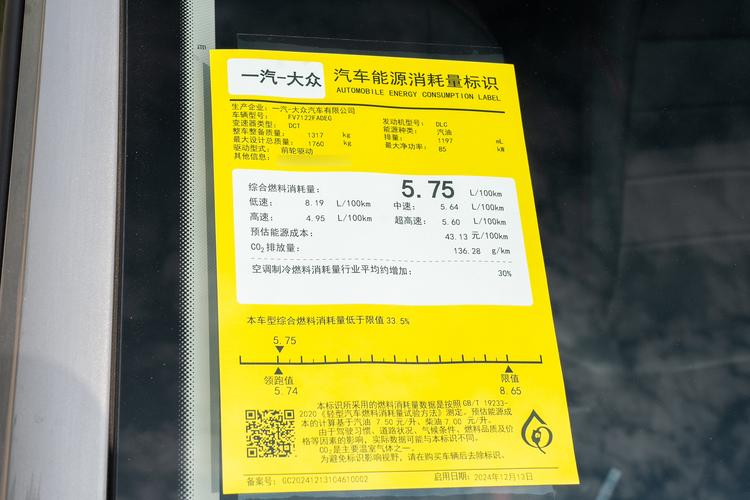 一汽-大众 汽车能源消耗量标识
AUTOMOBILE ENERGY CONSUMPTION LABEL
生产企业：一汽-大众汽车有限公司
车辆型号： FV7122FADEG 发动机型号： DLC
变速器类型： DCT 能源种类： 汽油
整车整备质量： 1317 kg 排量： 1197 mL
最大设计总质量： 1760 kg 最大净功率： 85 kW
驱动型式： 前轮驱动
其他信息：
综合燃料消耗量： 5.75 L/100km
低速： 8.19 L/100km 中速： 5.64 L/100km
高速： 4.95 L/100km 超高速： 5.60 L/100km
预估能源成本： 43.13 元/100km
CO₂排放量： 136.28 g/km
空调制冷燃料消耗量行业平均约增加： 30%
本车型综合燃料消耗量低于限值33.5%
5.75
领跑值 限值
5.74 8.65
本标识所采用的燃料消耗量数据是按照GB/T 19233-
2020《轻型汽车燃料消耗量试验方法》测定。预估能源成
本的计算基于汽油 7.50 元/升、柴油 7.00 元/升。
由于驾驶习惯、道路状况、气候条件、燃料品质及价
格等因素的影响，实际数据可能与本标识不同。
CO₂是主要温室气体之一。
为避免标识影响视野，请在购买车辆后去除标识。
备案号：GC20241213104610002 启用日期：2024年12月13日